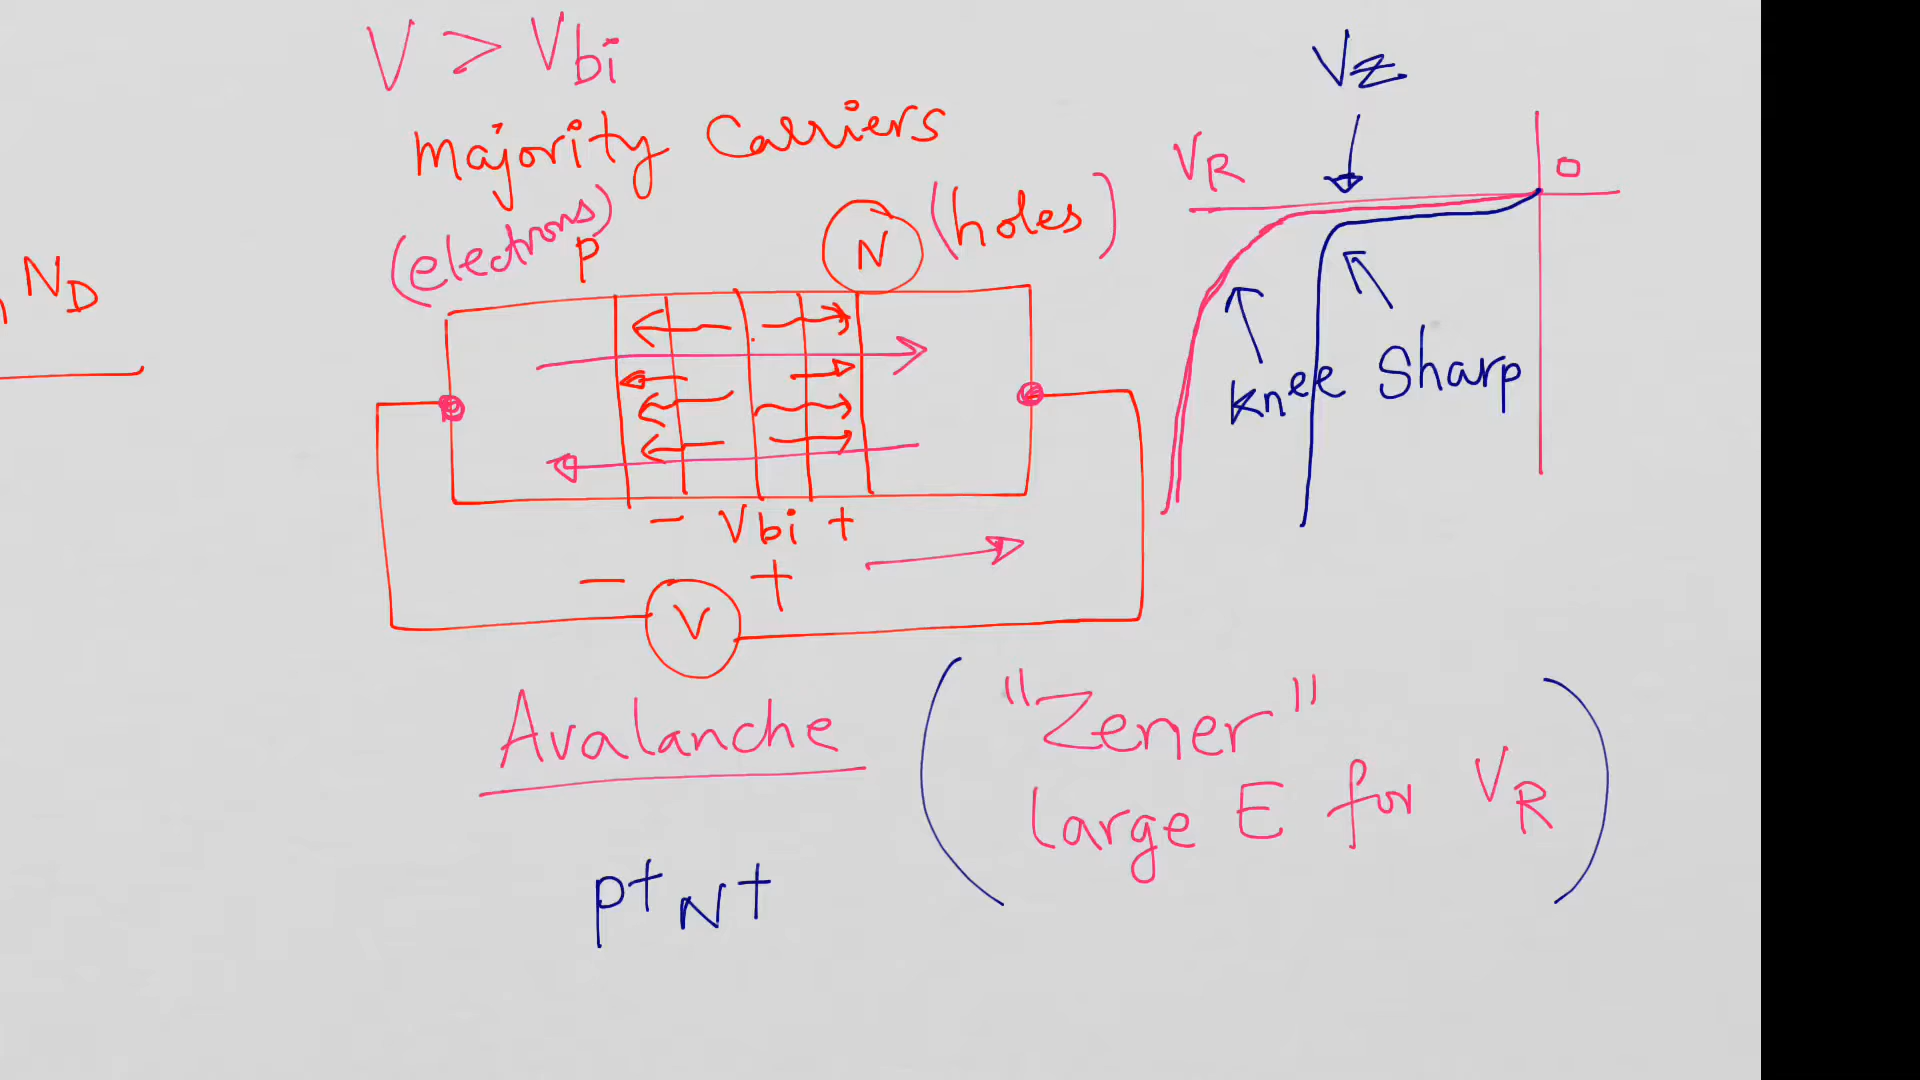 V > Vbi
Majority Carriers
(electrons)
P
N
(holes)
ND
- Vbi +
- +
V
VZ
VR
0
Knee Sharp
Avalanche
"Zener"
large E for VR
p+N+